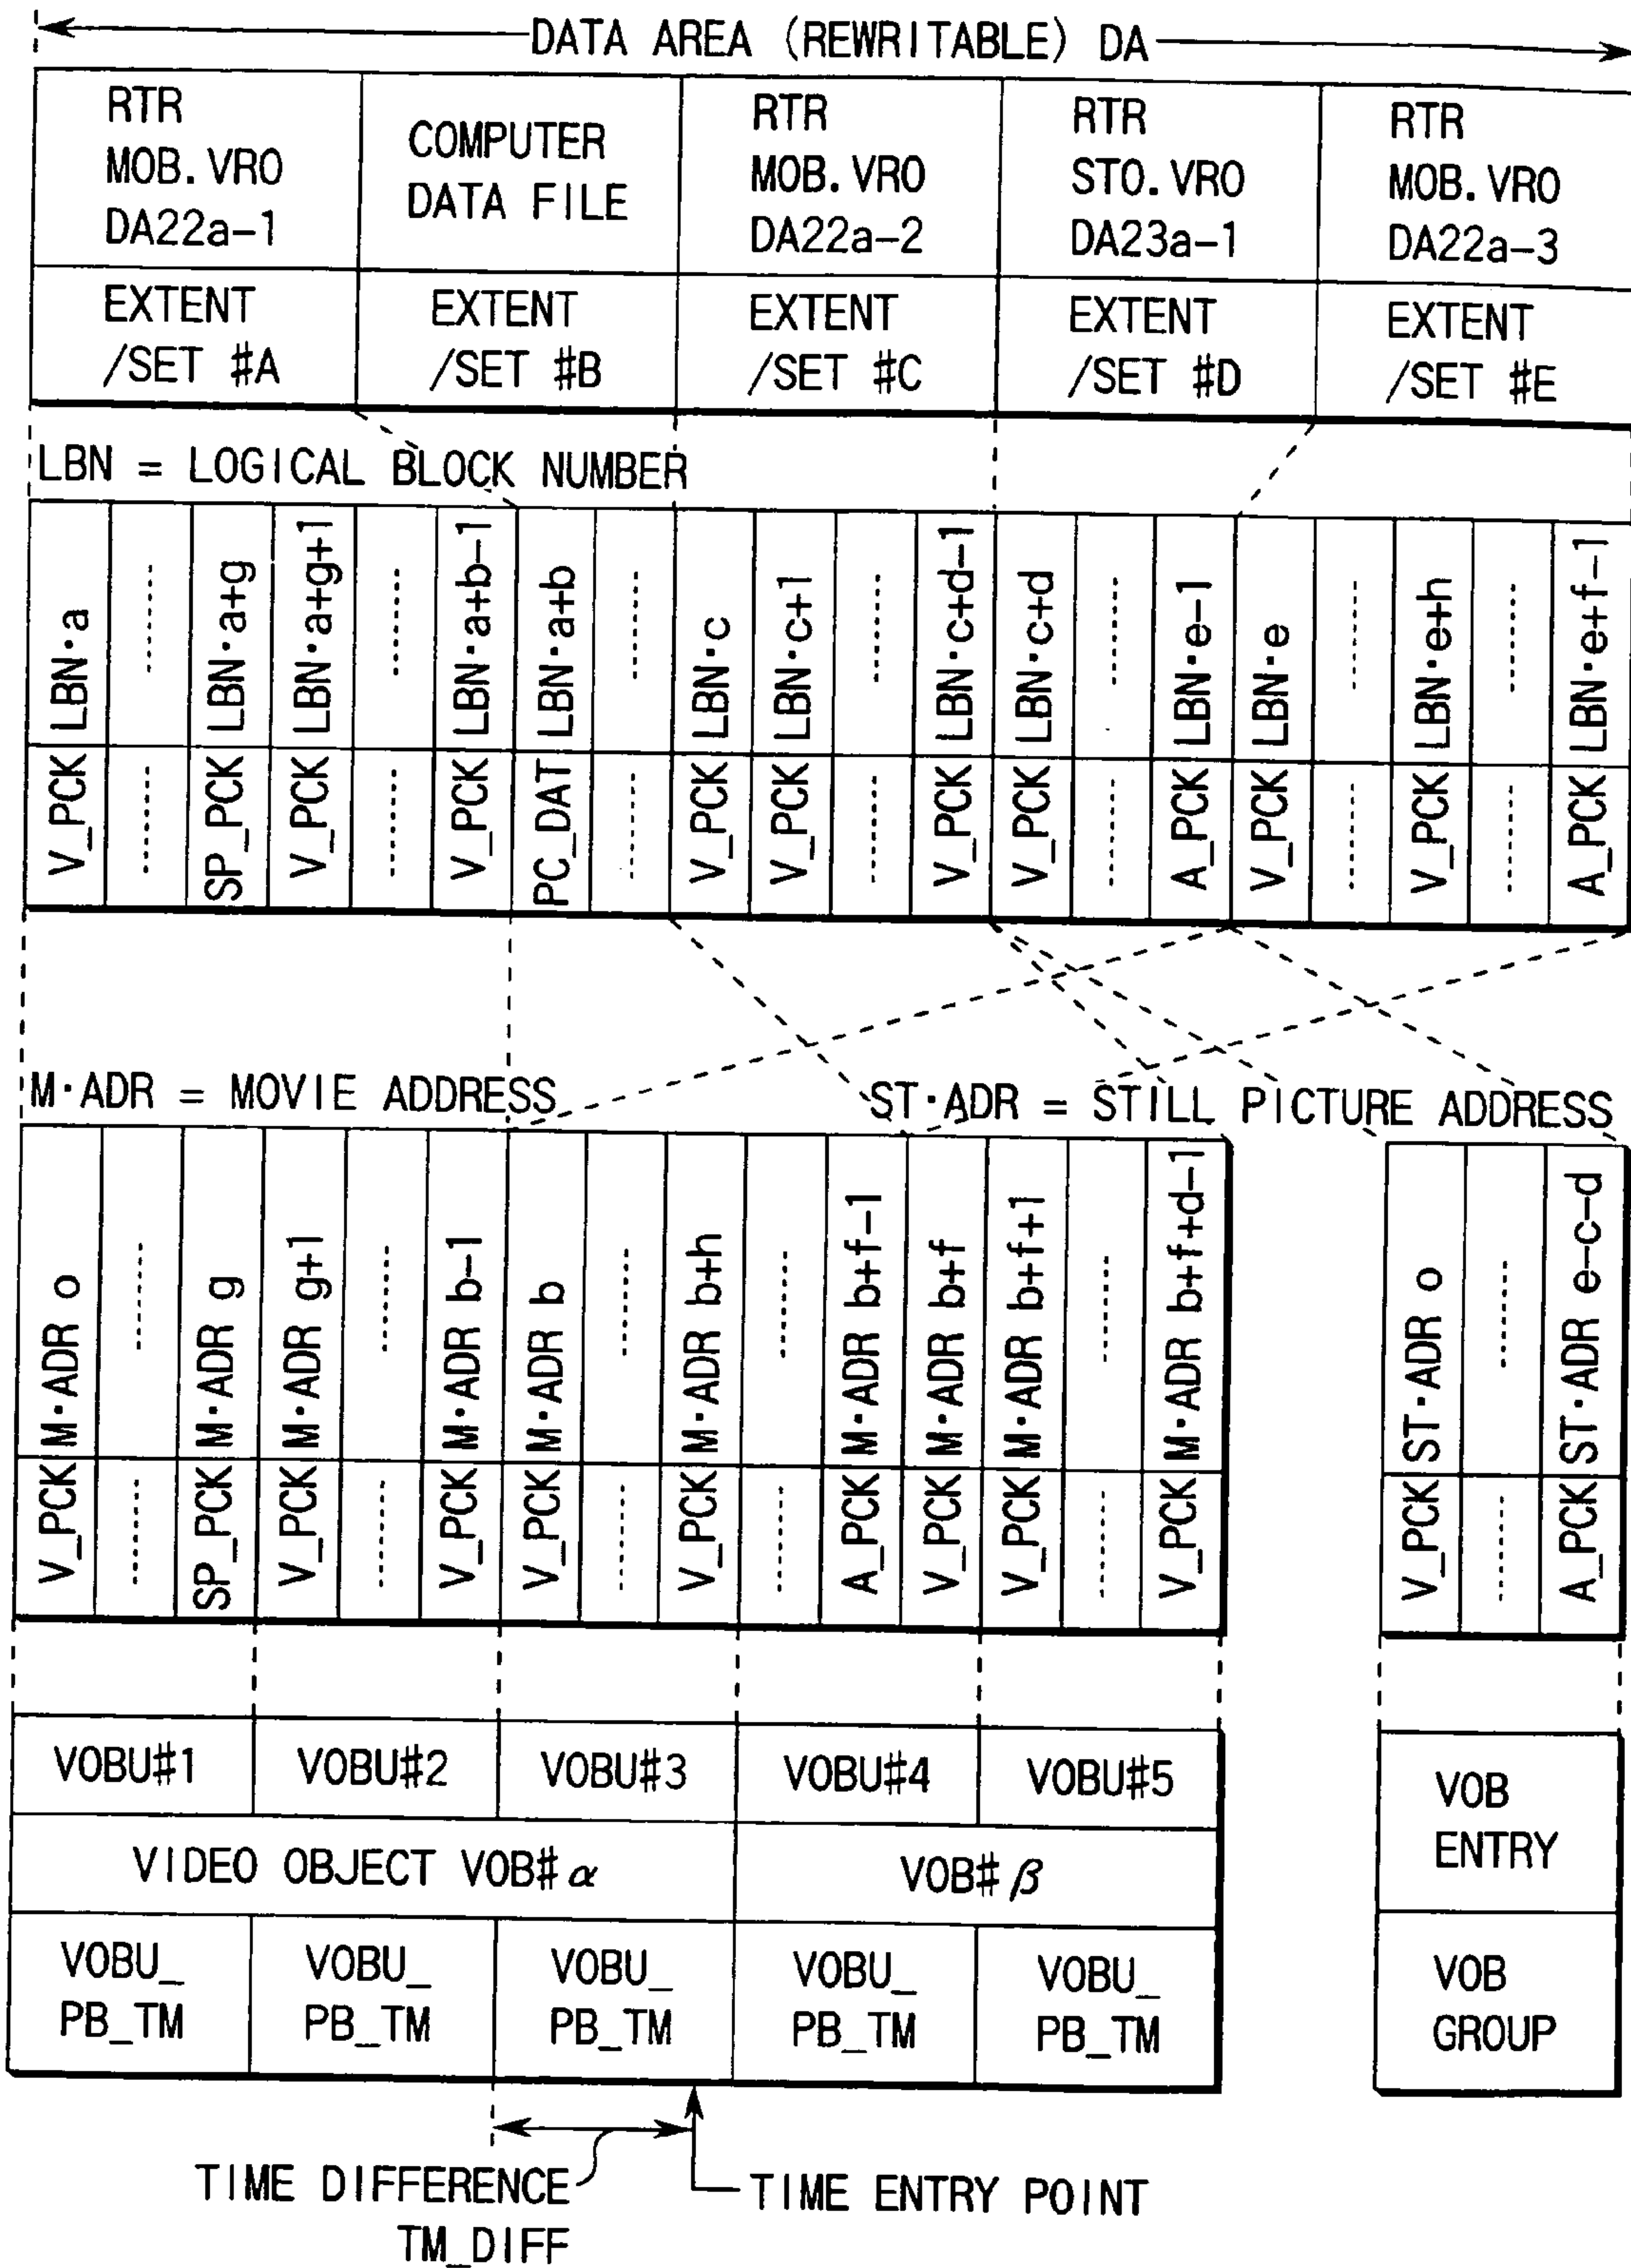 DATA AREA (REWRITABLE) DA
RTR
MOB.VRO
DA22a-1
COMPUTER
DATA FILE
RTR
MOB.VRO
DA22a-2
RTR
STO.VRO
DA23a-1
RTR
MOB.VRO
DA22a-3
EXTENT
/SET #A
EXTENT
/SET #B
EXTENT
/SET #C
EXTENT
/SET #D
EXTENT
/SET #E
LBN = LOGICAL BLOCK NUMBER
V_PCK LBN·a
SP_PCK LBN·a+g
V_PCK LBN·a+g+1
V_PCK LBN·a+b-1
PC_DAT LBN·a+b
V_PCK LBN·c
V_PCK LBN·c+1
V_PCK LBN·c+d-1
V_PCK LBN·c+d
A_PCK LBN·e-1
V_PCK LBN·e
V_PCK LBN·e+h
A_PCK LBN·e+f-1
M·ADR = MOVIE ADDRESS
ST·ADR = STILL PICTURE ADDRESS
V_PCK M·ADR o
SP_PCK M·ADR g
V_PCK M·ADR g+1
V_PCK M·ADR b-1
V_PCK M·ADR b
V_PCK M·ADR b+h
A_PCK M·ADR b+f-1
V_PCK M·ADR b+f
V_PCK M·ADR b+f+1
V_PCK M·ADR b+f+d-1
V_PCK ST·ADR o
A_PCK ST·ADR e-c-d
VOBU#1
VOBU#2
VOBU#3
VOBU#4
VOBU#5
VOB
ENTRY
VIDEO OBJECT VOB#α
VOB#β
VOBU_
PB_TM
VOBU_
PB_TM
VOBU_
PB_TM
VOBU_
PB_TM
VOBU_
PB_TM
VOB
GROUP
TIME DIFFERENCE
TM_DIFF
TIME ENTRY POINT